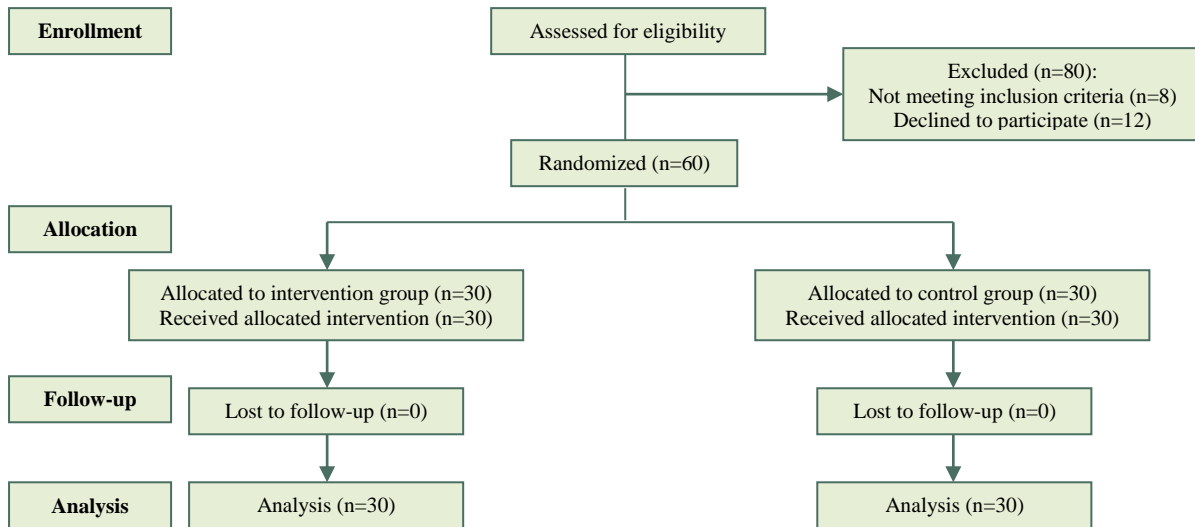 Enrollment
Assessed for eligibility
Excluded (n=80):
Not meeting inclusion criteria (n=8)
Declined to participate (n=12)
Randomized (n=60)
Allocation
Allocated to intervention group (n=30)
Received allocated intervention (n=30)
Allocated to control group (n=30)
Received allocated intervention (n=30)
Follow-up
Lost to follow-up (n=0)
Lost to follow-up (n=0)
Analysis
Analysis (n=30)
Analysis (n=30)